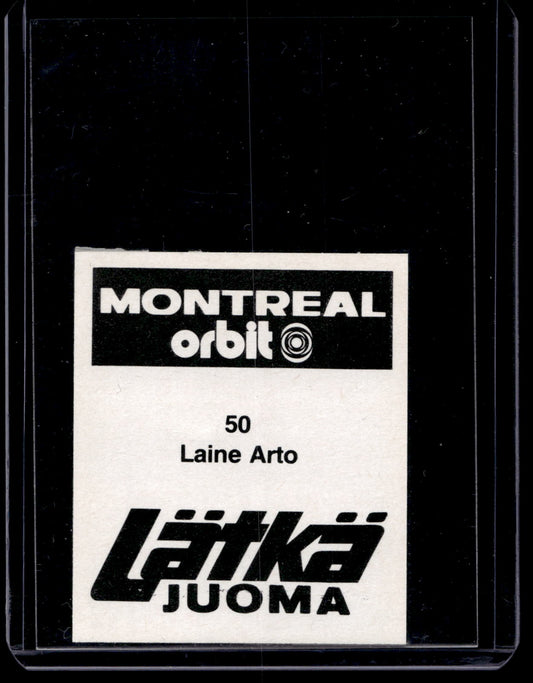 MONTREAL
orbit
50
Laine Arto
Lätkä
JUOMA